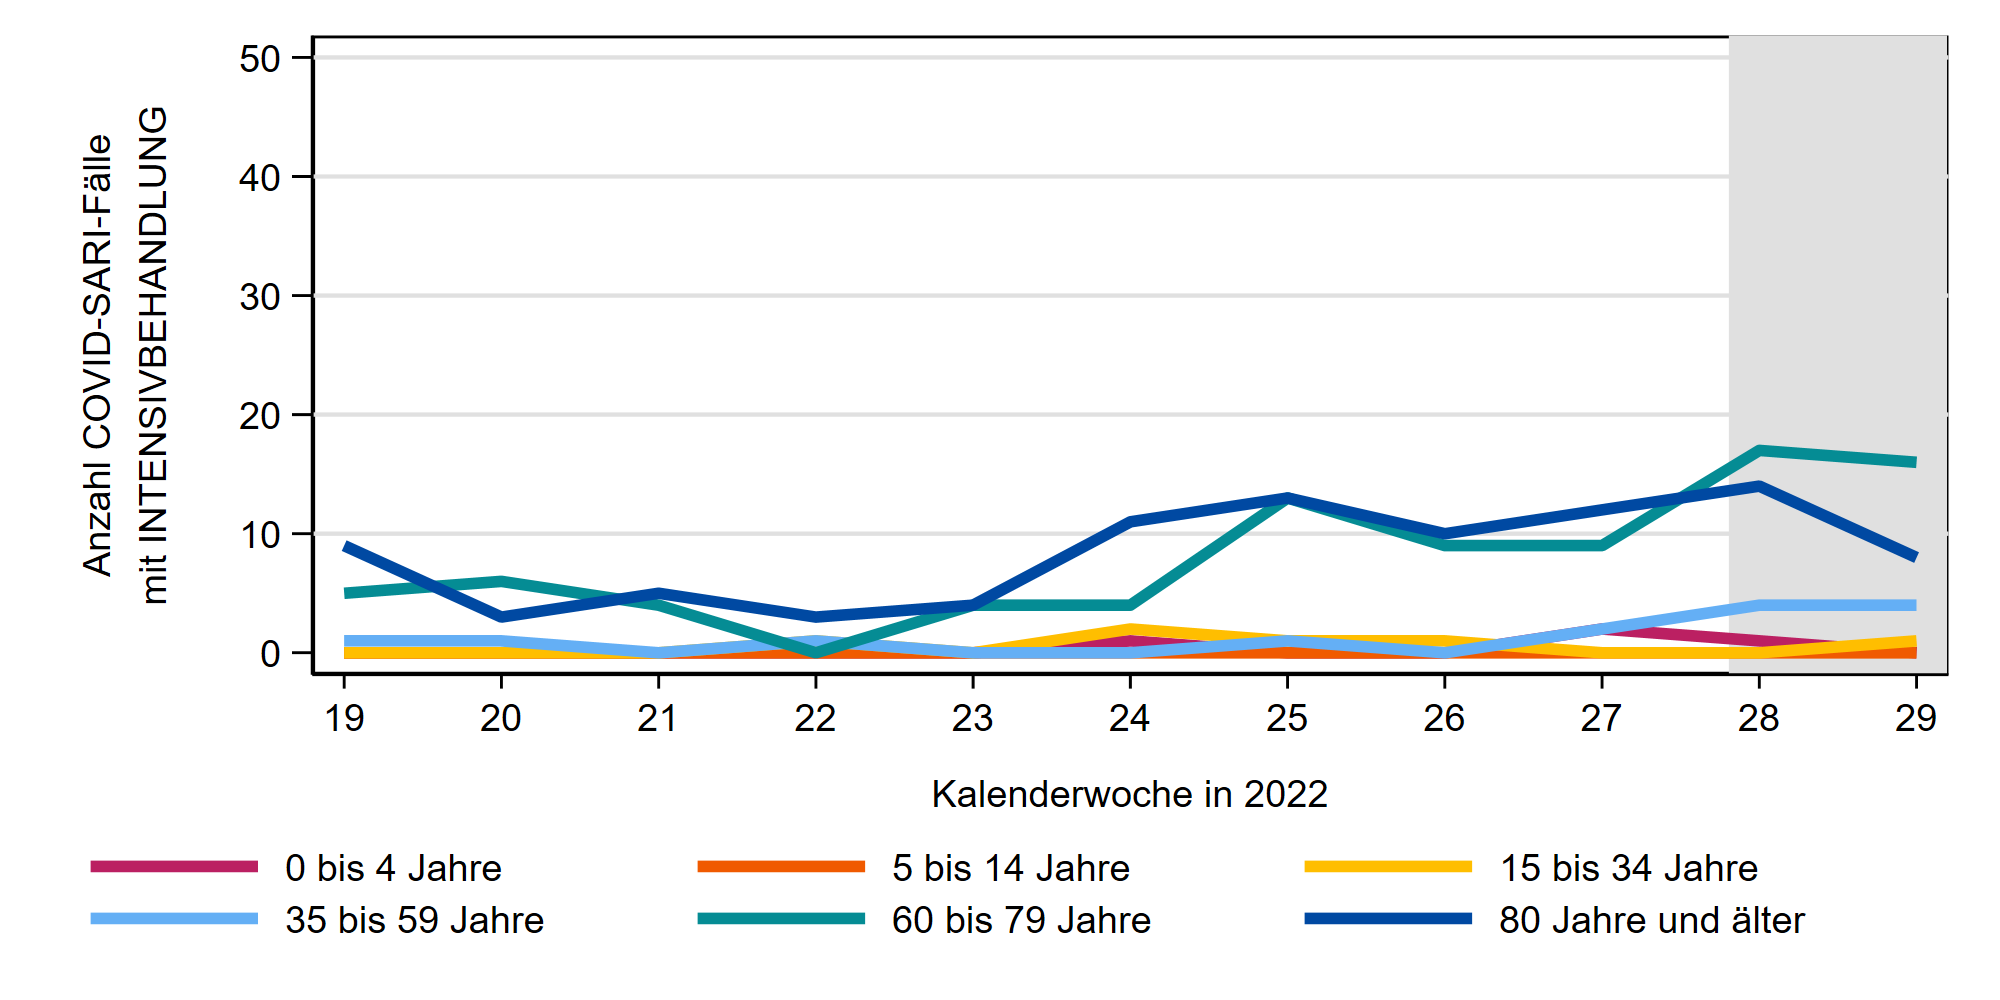 Anzahl COVID-SARI-Fälle
mit INTENSIVBEHANDLUNG
50
40
30
20
10
0
19 20 21 22 23 24 25 26 27 28 29
Kalenderwoche in 2022
0 bis 4 Jahre 5 bis 14 Jahre 15 bis 34 Jahre
35 bis 59 Jahre 60 bis 79 Jahre 80 Jahre und älter